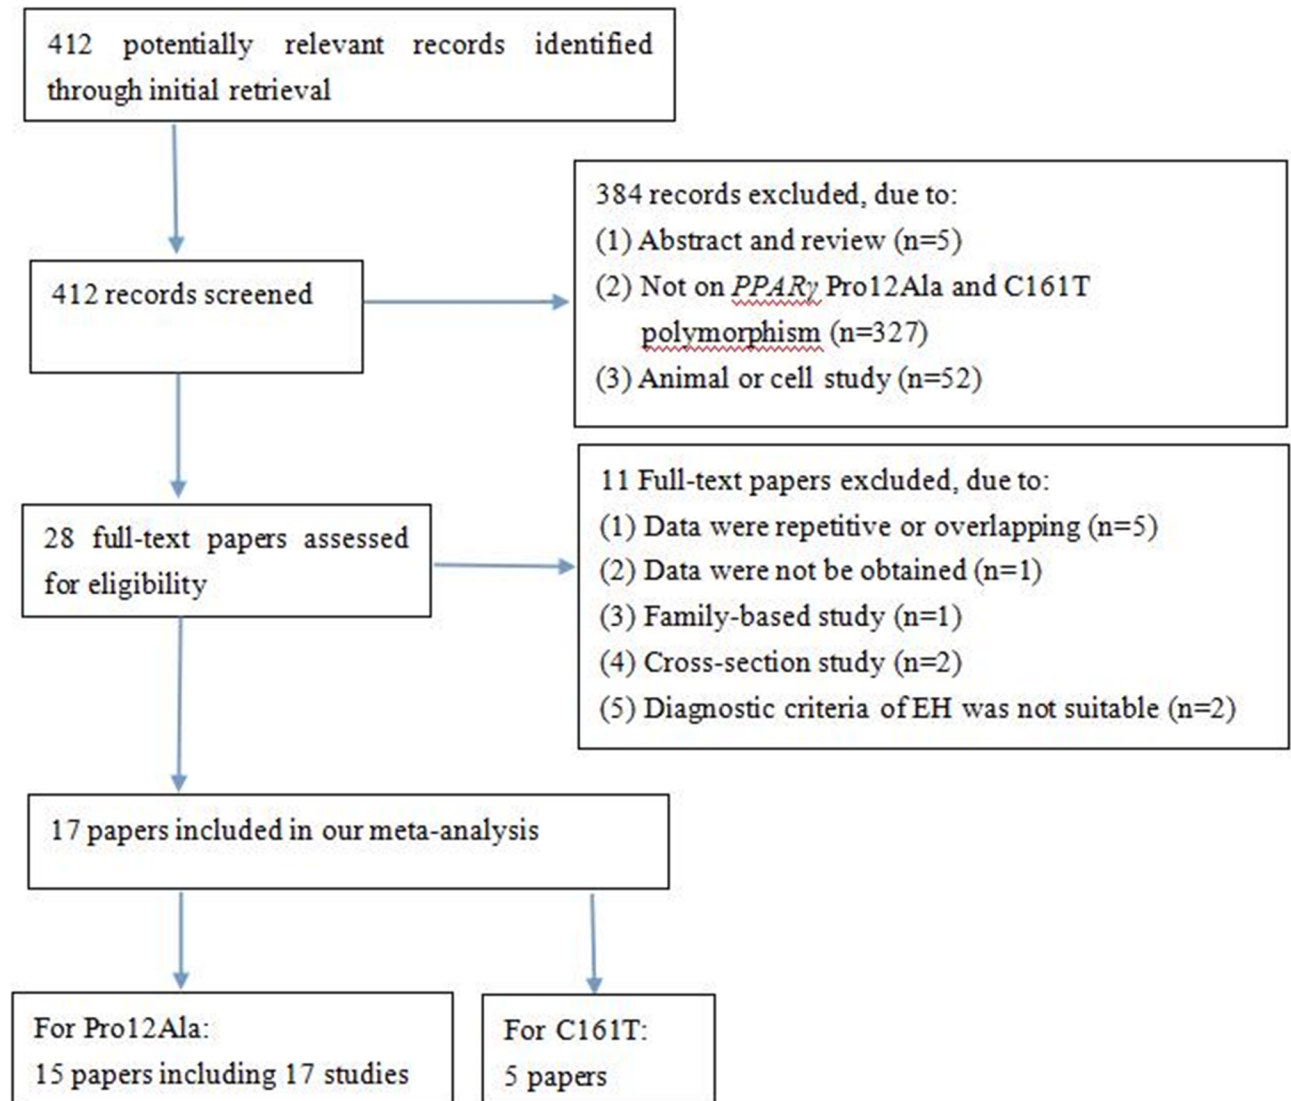 412 potentially relevant records identified
through initial retrieval
384 records excluded, due to:
(1) Abstract and review (n=5)
(2) Not on PPARγ Pro12Ala and C161T
polymorphism (n=327)
(3) Animal or cell study (n=52)
412 records screened
11 Full-text papers excluded, due to:
(1) Data were repetitive or overlapping (n=5)
(2) Data were not be obtained (n=1)
(3) Family-based study (n=1)
(4) Cross-section study (n=2)
(5) Diagnostic criteria of EH was not suitable (n=2)
28 full-text papers assessed
for eligibility
17 papers included in our meta-analysis
For Pro12Ala:
15 papers including 17 studies
For C161T:
5 papers